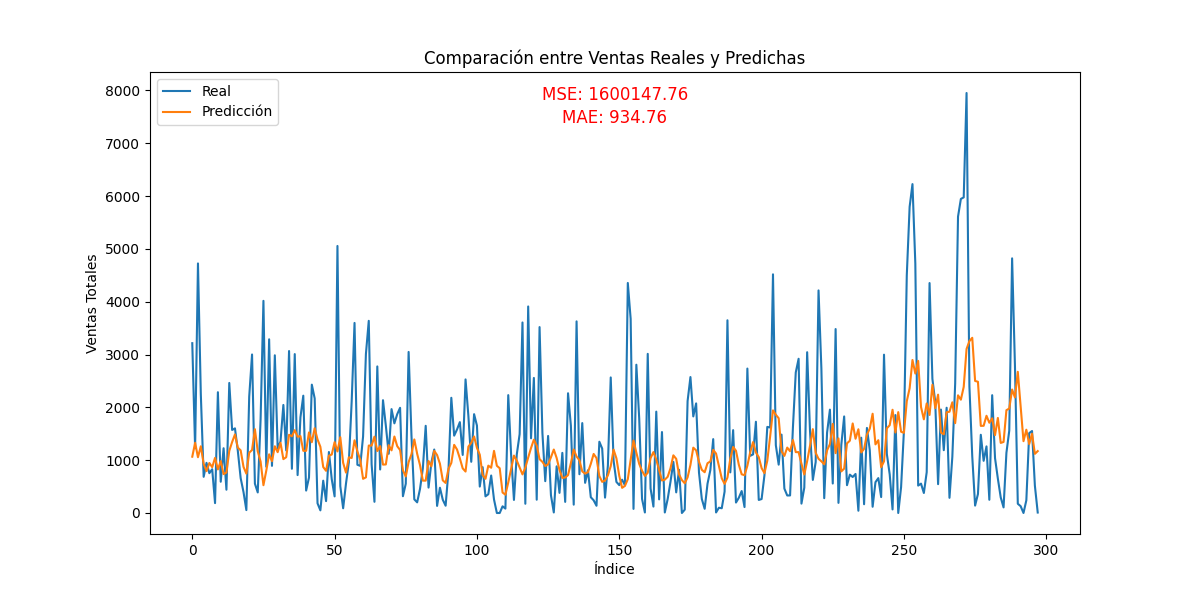 Comparación entre Ventas Reales y Predichas
MSE: 1600147.76
MAE: 934.76
Real
Predicción
Ventas Totales
8000
7000
6000
5000
4000
3000
2000
1000
0
0
50
100
150
200
250
300
Índice